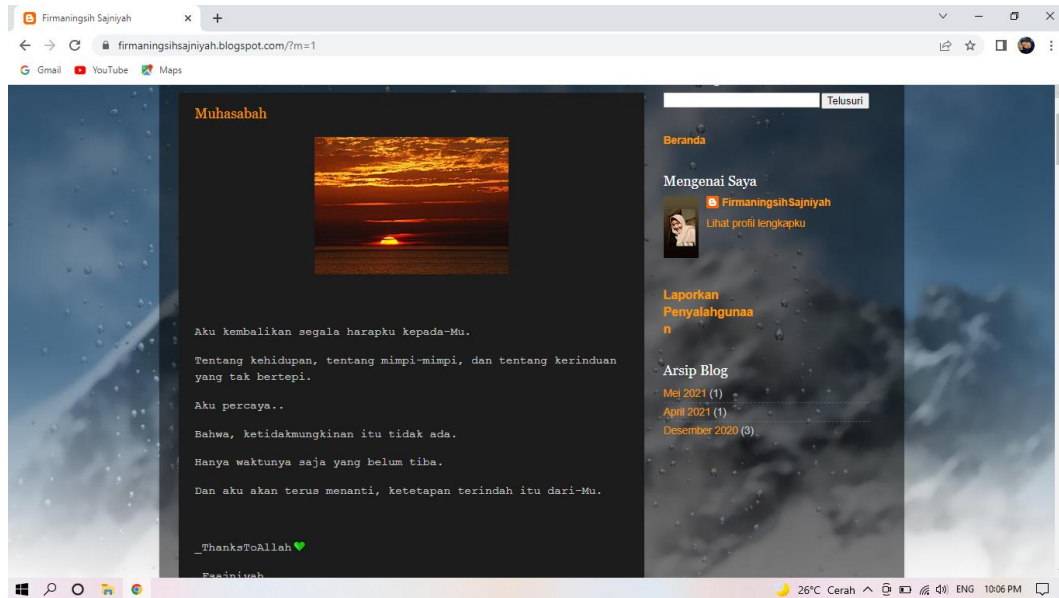 Firmaningsih Sajniyah
firmaningsihsajniyah.blogspot.com/?m=1
Gmail YouTube Maps
Muhasabah
Aku kembalikan segala harapku kepada-Mu.
Tentang kehidupan, tentang mimpi-mimpi, dan tentang kerinduan
yang tak bertepi.
Aku percaya..
Bahwa, ketidakmungkinan itu tidak ada.
Hanya waktunya saja yang belum tiba.
Dan aku akan terus menanti, ketetapan terindah itu dari-Mu.
_ThanksToAllah💚
Telusuri
Beranda
Mengenai Saya
FirmaningsihSajniyah
Lihat profil lengkapku
Laporkan
Penyalahgunaa
n
Arsip Blog
Mei 2021 (1)
April 2021 (1)
Desember 2020 (3)
26°C Cerah ENG 10:06 PM